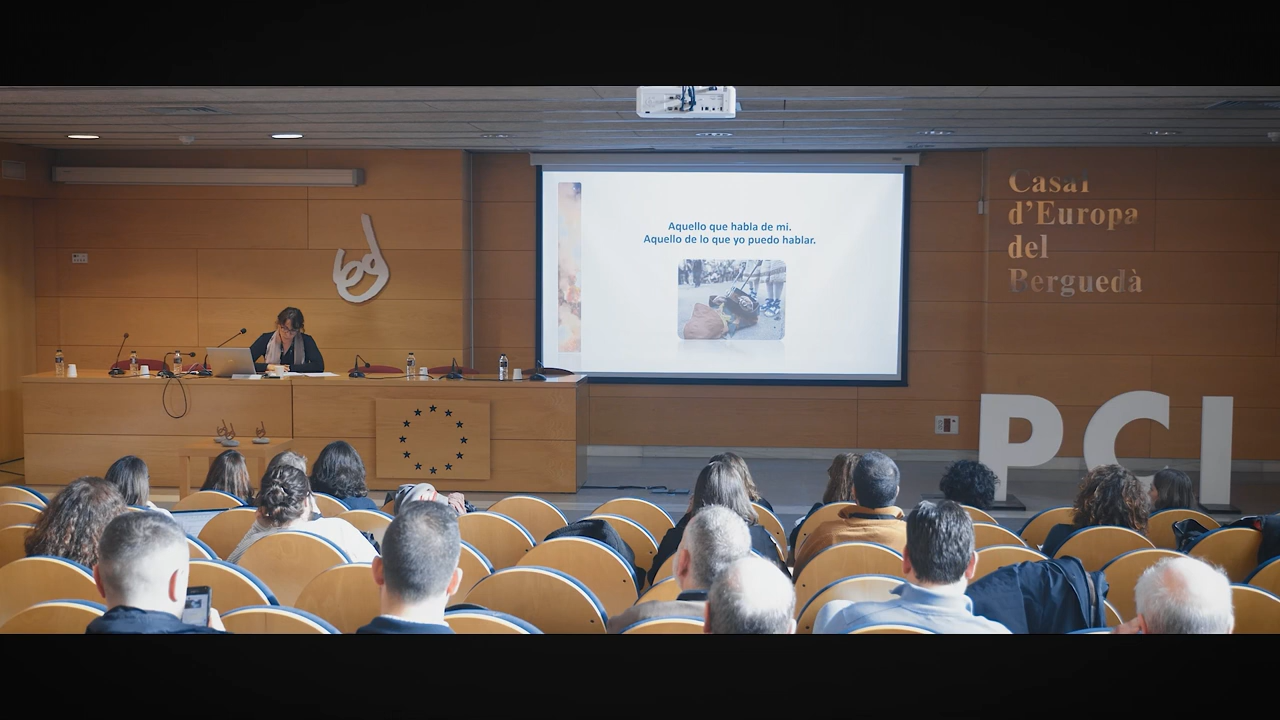 Aquello que habla de mi.
Aquello de lo que yo puedo hablar.
Casal
d'Europa
del
Berguedà
PCI